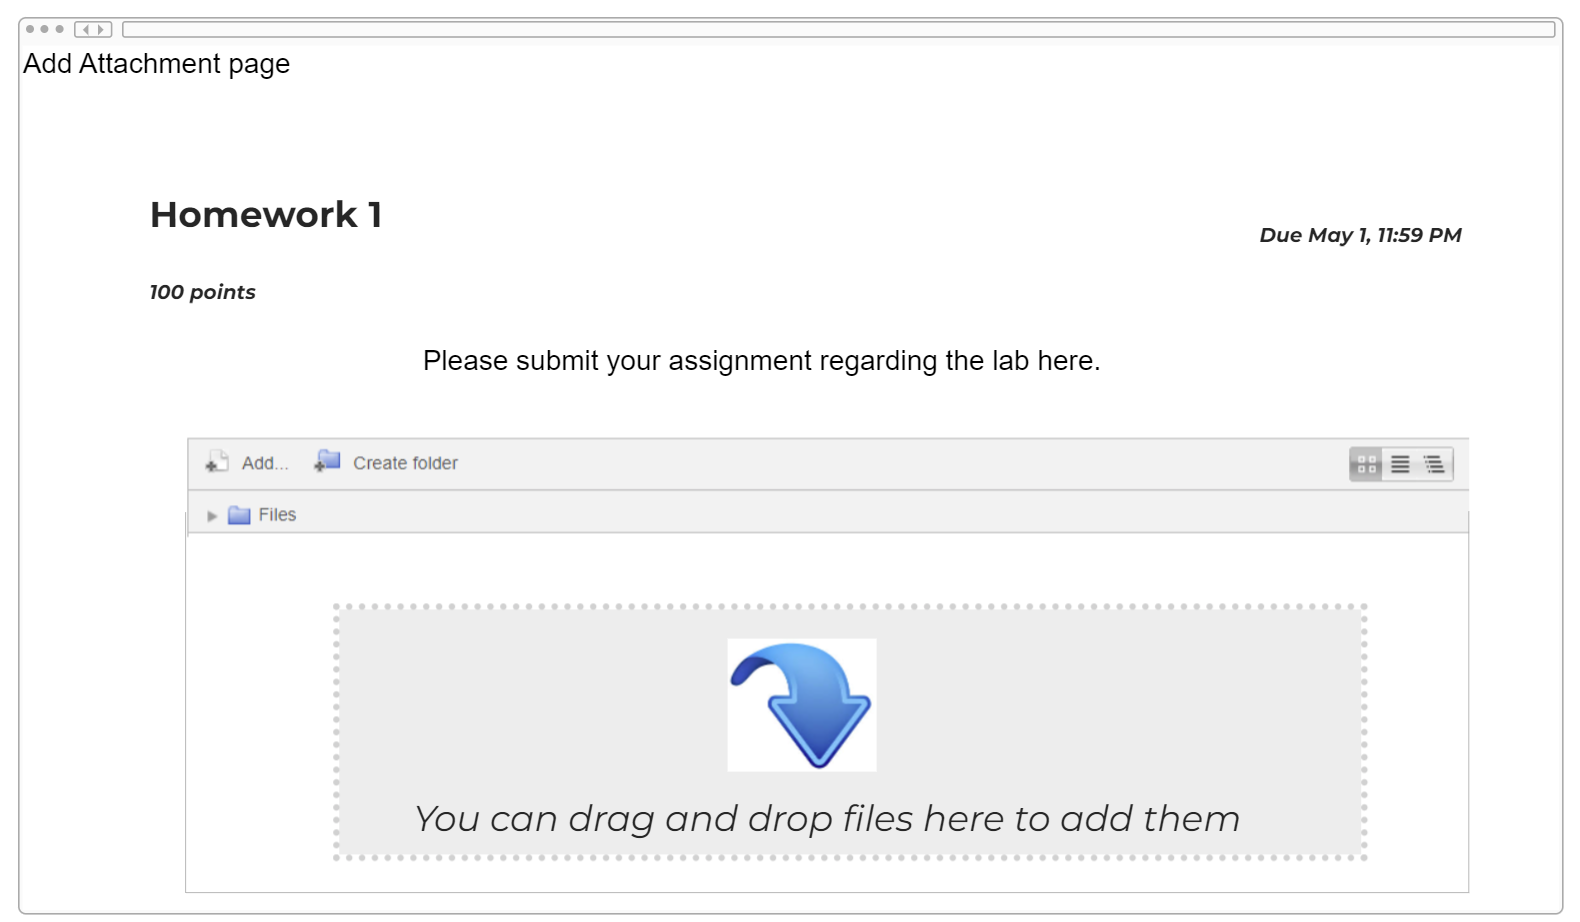 Add Attachment page
Homework 1
Due May 1, 11:59 PM
100 points
Please submit your assignment regarding the lab here.
Add... Create folder
Files
You can drag and drop files here to add them